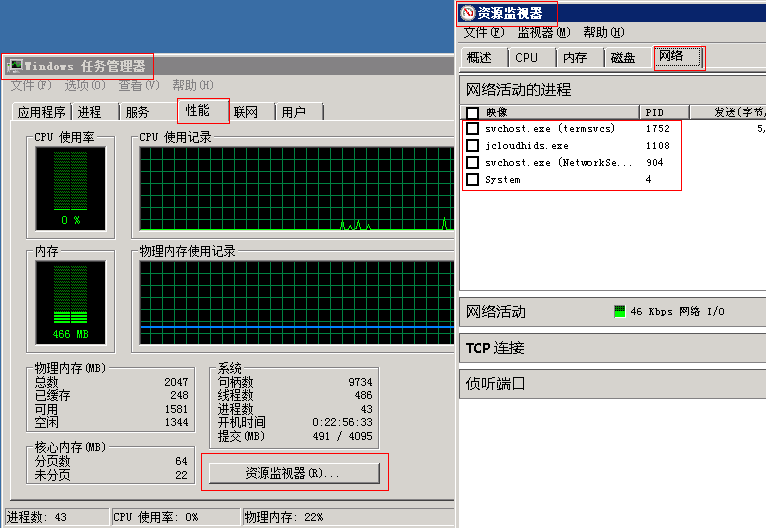 Windows 任务管理器
文件(F) 选项(O) 查看(V) 帮助(H)
应用程序 进程 服务 性能 联网 用户
CPU 使用率
0 %
CPU 使用记录
内存
466 MB
物理内存使用记录
物理内存(MB)
总数 2047
已缓存 248
可用 1581
空闲 1344
核心内存(MB)
分页数 64
未分页 22
系统
句柄数 9734
线程数 486
进程数 43
开机时间 0:22:56:33
提交(MB) 491 / 4095
资源监视器(R)...
进程数: 43 CPU 使用率: 0% 物理内存: 22%
资源监视器
文件(F) 监视器(M) 帮助(H)
概述 CPU 内存 磁盘 网络
网络活动的进程
映像 PID 发送(字节/
svchost.exe (termsvcs) 1752 5,
jcloudhids.exe 1108
svchost.exe (NetworkSe... 904
System 4
网络活动 46 Kbps 网络 I/O
TCP 连接
侦听端口